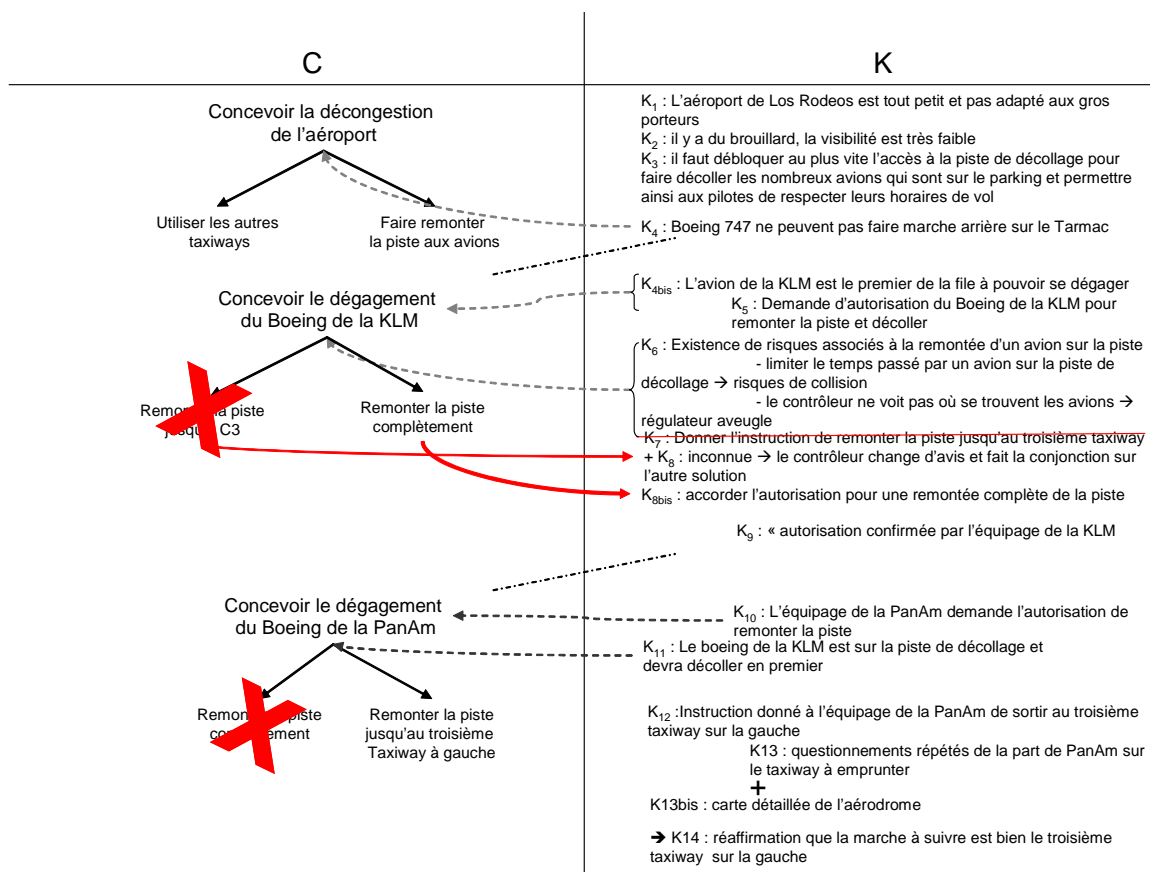 C
K
Concevoir la décongestion
de l'aéroport
Utiliser les autres
taxiways
Faire remonter
la piste aux avions
Concevoir le dégagement
du Boeing de la KLM
Remonter la piste
complètement
Concevoir le dégagement
du Boeing de la PanAm
Remonter la piste
jusqu'au troisième
Taxiway à gauche
K1 : L'aéroport de Los Rodeos est tout petit et pas adapté aux gros
porteurs
K2 : il y a du brouillard, la visibilité est très faible
K3 : il faut débloquer au plus vite l'accès à la piste de décollage pour
faire décoller les nombreux avions qui sont sur le parking et permettre
ainsi aux pilotes de respecter leurs horaires de vol
K4 : Boeing 747 ne peuvent pas faire marche arrière sur le Tarmac
K4bis : L'avion de la KLM est le premier de la file à pouvoir se dégager
K5 : Demande d'autorisation du Boeing de la KLM pour
remonter la piste et décoller
K6 : Existence de risques associés à la remontée d'un avion sur la piste
- limiter le temps passé par un avion sur la piste de
décollage → risques de collision
- le contrôleur ne voit pas où se trouvent les avions →
régulateur aveugle
K7 : Donner l'instruction de remonter la piste jusqu'au troisième taxiway
+ K8 : inconnue → le contrôleur change d'avis et fait la conjonction sur
l'autre solution
K8bis : accorder l'autorisation pour une remontée complète de la piste
K9 : « autorisation confirmée par l'équipage de la KLM
K10 : L'équipage de la PanAm demande l'autorisation de
remonter la piste
K11 : Le boeing de la KLM est sur la piste de décollage et
devra décoller en premier
K12 :Instruction donné à l'équipage de la PanAm de sortir au troisième
taxiway sur la gauche
K13 : questionnements répétés de la part de PanAm sur
le taxiway à emprunter
+
K13bis : carte détaillée de l'aérodrome
➔ K14 : réaffirmation que la marche à suivre est bien le troisième
taxiway sur la gauche
la piste
C3
piste